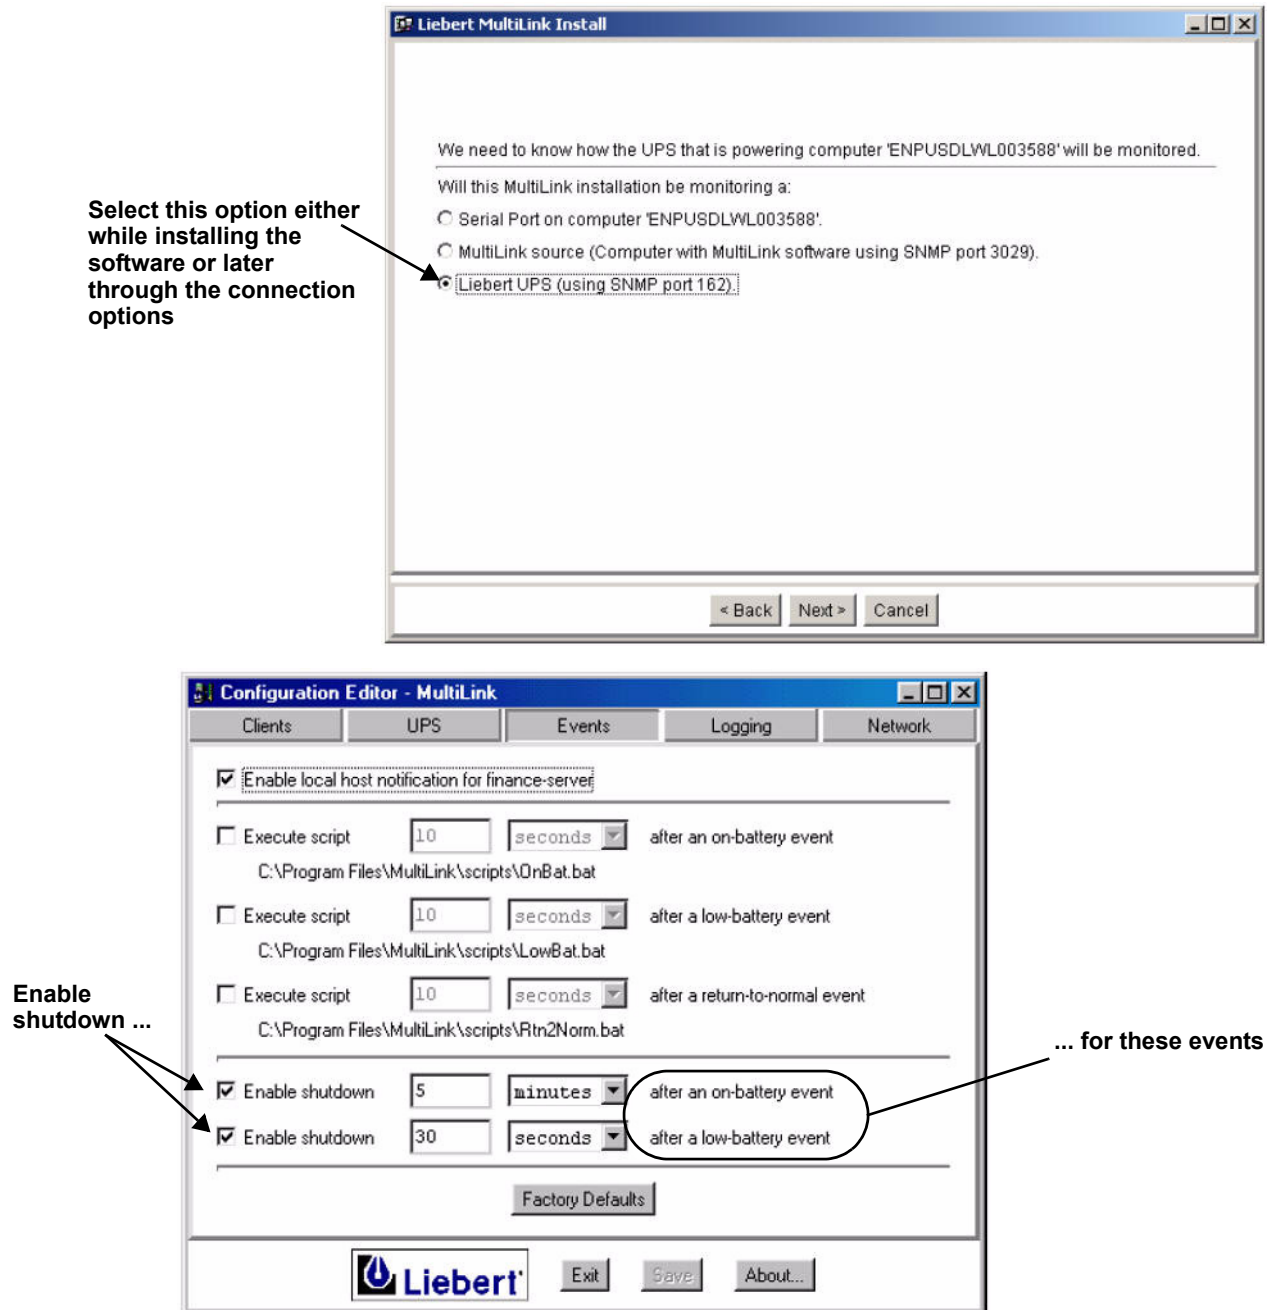 Liebert MultiLink Install
We need to know how the UPS that is powering computer 'ENPUSDLWL003588' will be monitored.
Will this MultiLink installation be monitoring a:
Serial Port on computer 'ENPUSDLWL003588'.
MultiLink source (Computer with MultiLink software using SNMP port 3029).
Liebert UPS (using SNMP port 162).
Select this option either
while installing the
software or later
through the connection
options
< Back Next > Cancel
Configuration Editor - MultiLink
Clients UPS Events Logging Network
Enable local host notification for finance-server
Execute script 10 seconds after an on-battery event
C:\Program Files\MultiLink\scripts\OnBat.bat
Execute script 10 seconds after a low-battery event
C:\Program Files\MultiLink\scripts\LowBat.bat
Execute script 10 seconds after a return-to-normal event
C:\Program Files\MultiLink\scripts\Rtn2Norm.bat
Enable
shutdown ...
... for these events
Enable shutdown 5 minutes after an on-battery event
Enable shutdown 30 seconds after a low-battery event
Factory Defaults
Liebert Exit Save About...